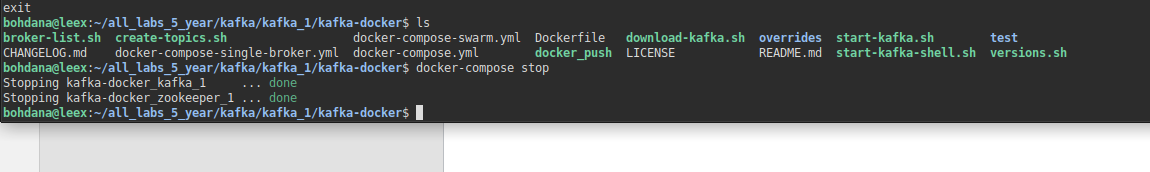 exit
bohdana@leex:~/all_labs_5_year/kafka/kafka_1/kafka-docker$ ls
broker-list.sh create-topics.sh docker-compose-swarm.yml Dockerfile download-kafka.sh overrides start-kafka.sh test
CHANGELOG.md docker-compose-single-broker.yml docker-compose.yml docker_push LICENSE README.md start-kafka-shell.sh versions.sh
bohdana@leex:~/all_labs_5_year/kafka/kafka_1/kafka-docker$ docker-compose stop
Stopping kafka-docker_kafka_1 ... done
Stopping kafka-docker_zookeeper_1 ... done
bohdana@leex:~/all_labs_5_year/kafka/kafka_1/kafka-docker$